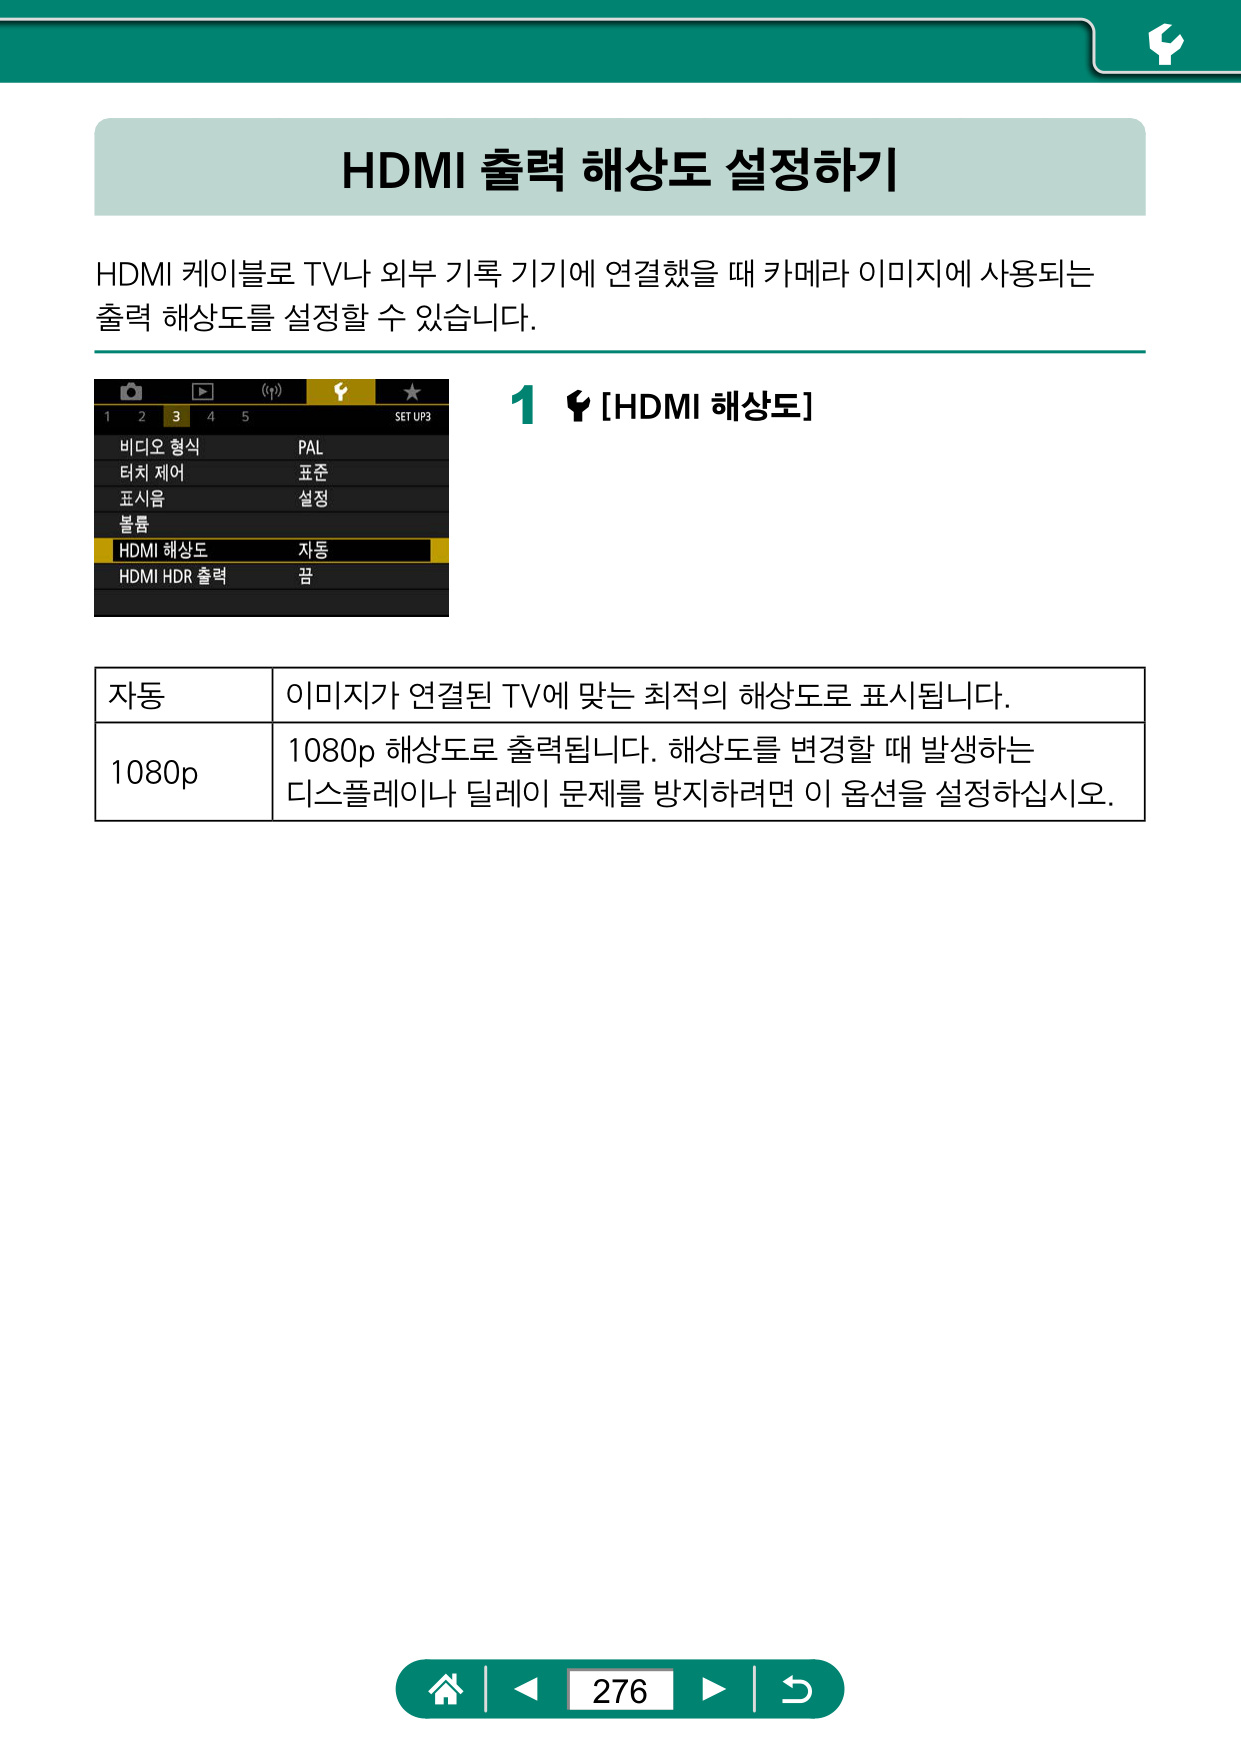 HDMI 출력 해상도 설정하기
HDMI 케이블로 TV나 외부 기록 기기에 연결했을 때 카메라 이미지에 사용되는
출력 해상도를 설정할 수 있습니다.
1 2 3 4 5 SET UP3
비디오 형식 PAL
터치 제어 표준
표시음 설정
볼륨
HDMI 해상도 자동
HDMI HDR 출력 끔
1 [HDMI 해상도]
자동 이미지가 연결된 TV에 맞는 최적의 해상도로 표시됩니다.
1080p 1080p 해상도로 출력됩니다. 해상도를 변경할 때 발생하는
디스플레이나 딜레이 문제를 방지하려면 이 옵션을 설정하십시오.
276